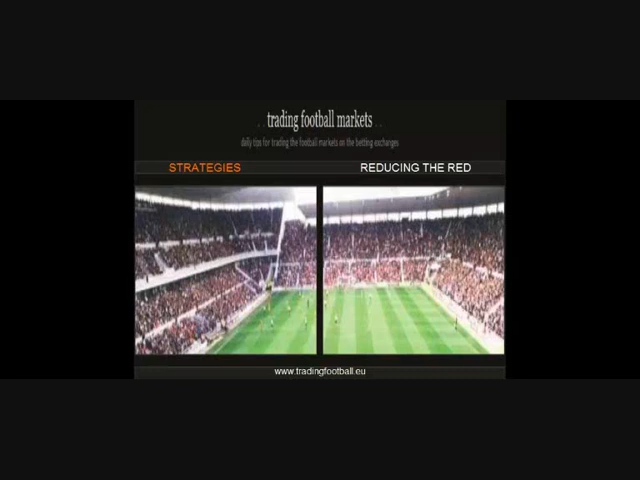 .. trading football markets ..
daily tips for trading the football markets on the betting exchanges
STRATEGIES REDUCING THE RED
www.tradingfootball.eu